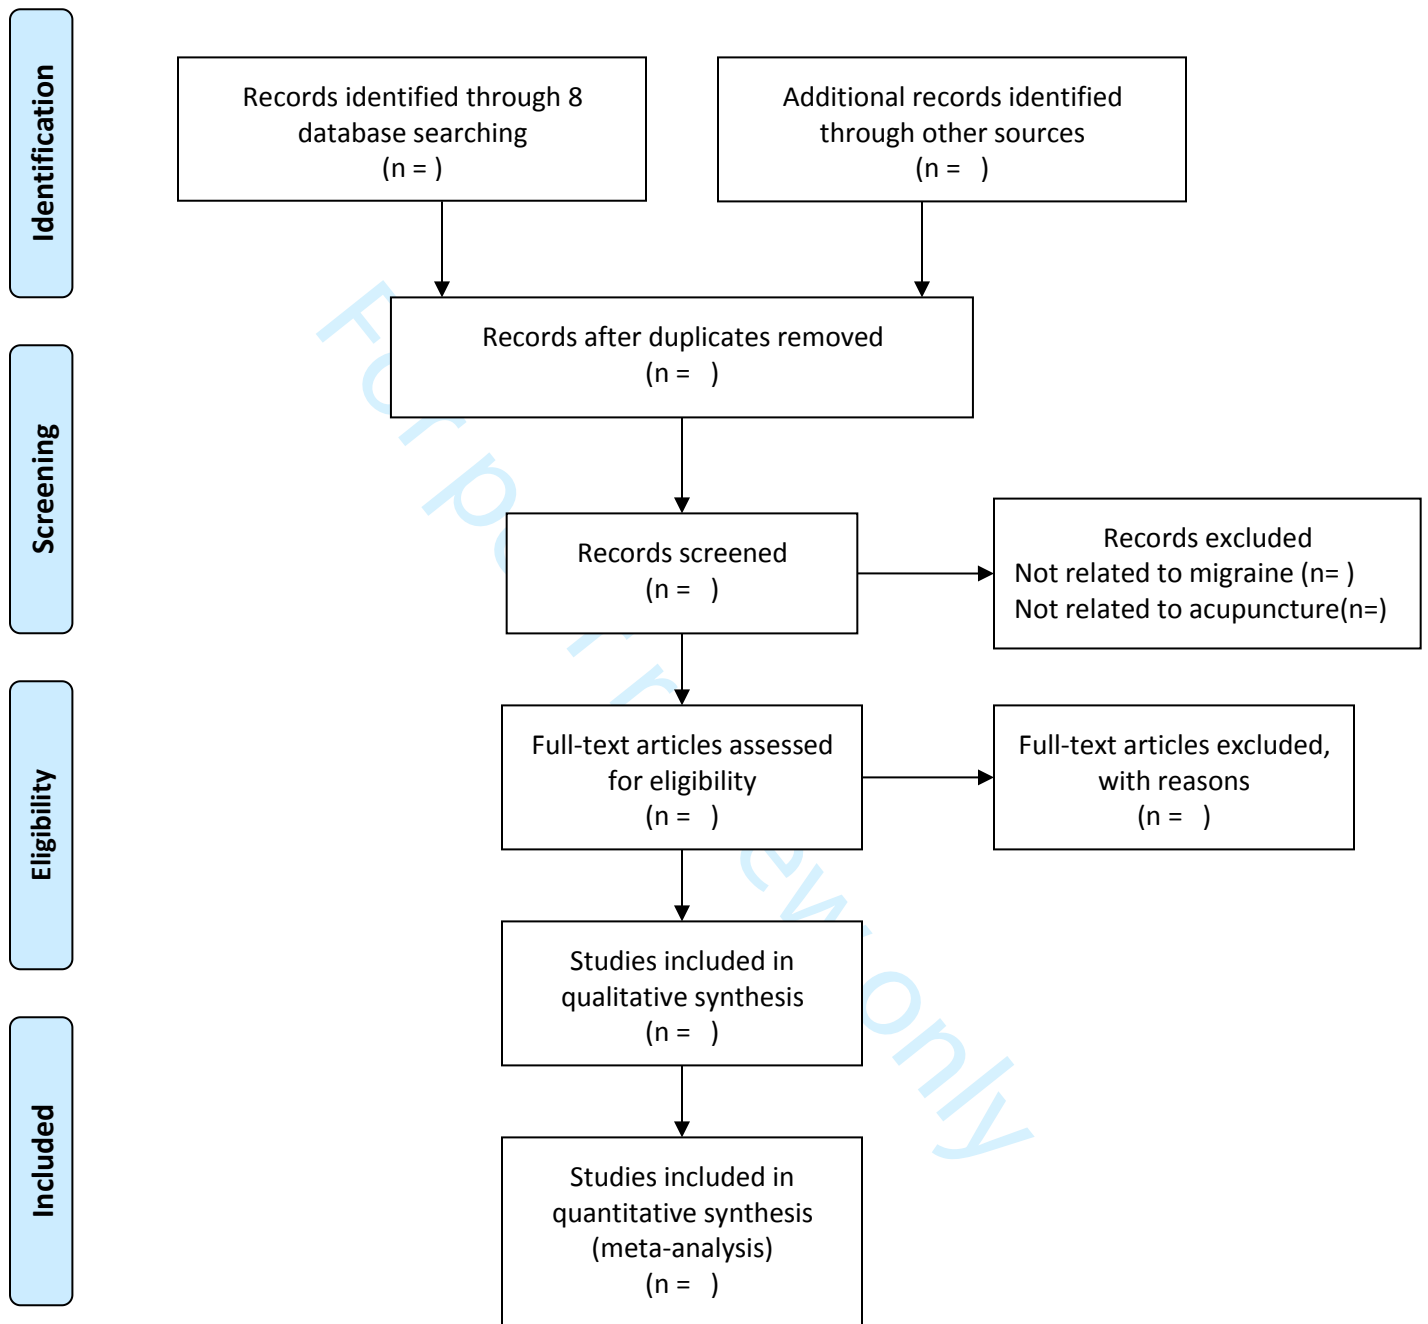 Identification
Records identified through 8
database searching
(n = )
Additional records identified
through other sources
(n =   )
Records after duplicates removed
(n =   )
Screening
Records screened
(n =   )
Records excluded
Not related to migraine (n= )
Not related to acupuncture(n=)
Eligibility
Full-text articles assessed
for eligibility
(n =   )
Full-text articles excluded,
with reasons
(n =   )
Studies included in
qualitative synthesis
(n =   )
Included
Studies included in
quantitative synthesis
(meta-analysis)
(n =   )
For peer review only